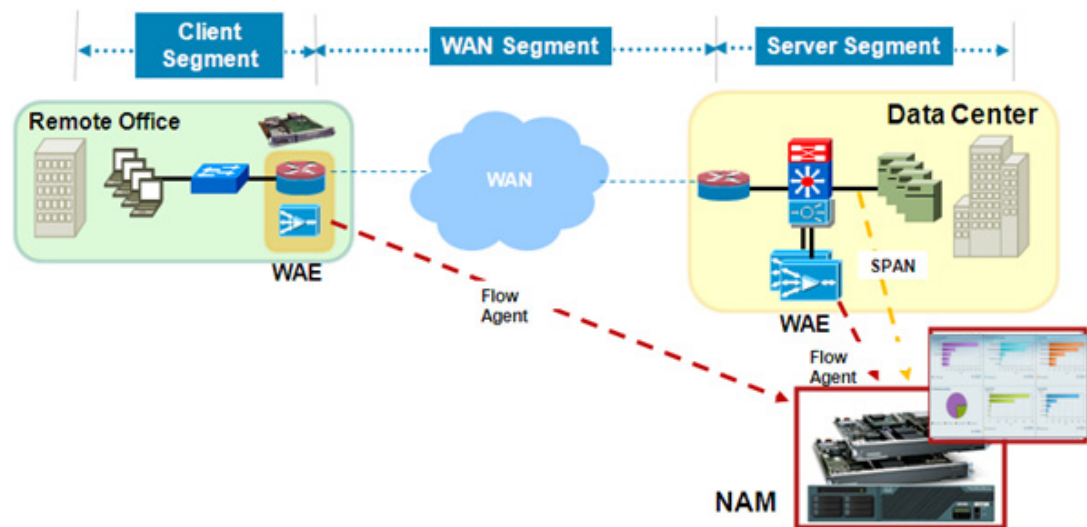 Client
Segment
WAN Segment
Server Segment
Remote Office
Data Center
WAN
WAE
SPAN
Flow
Agent
WAE
Flow
Agent
NAM